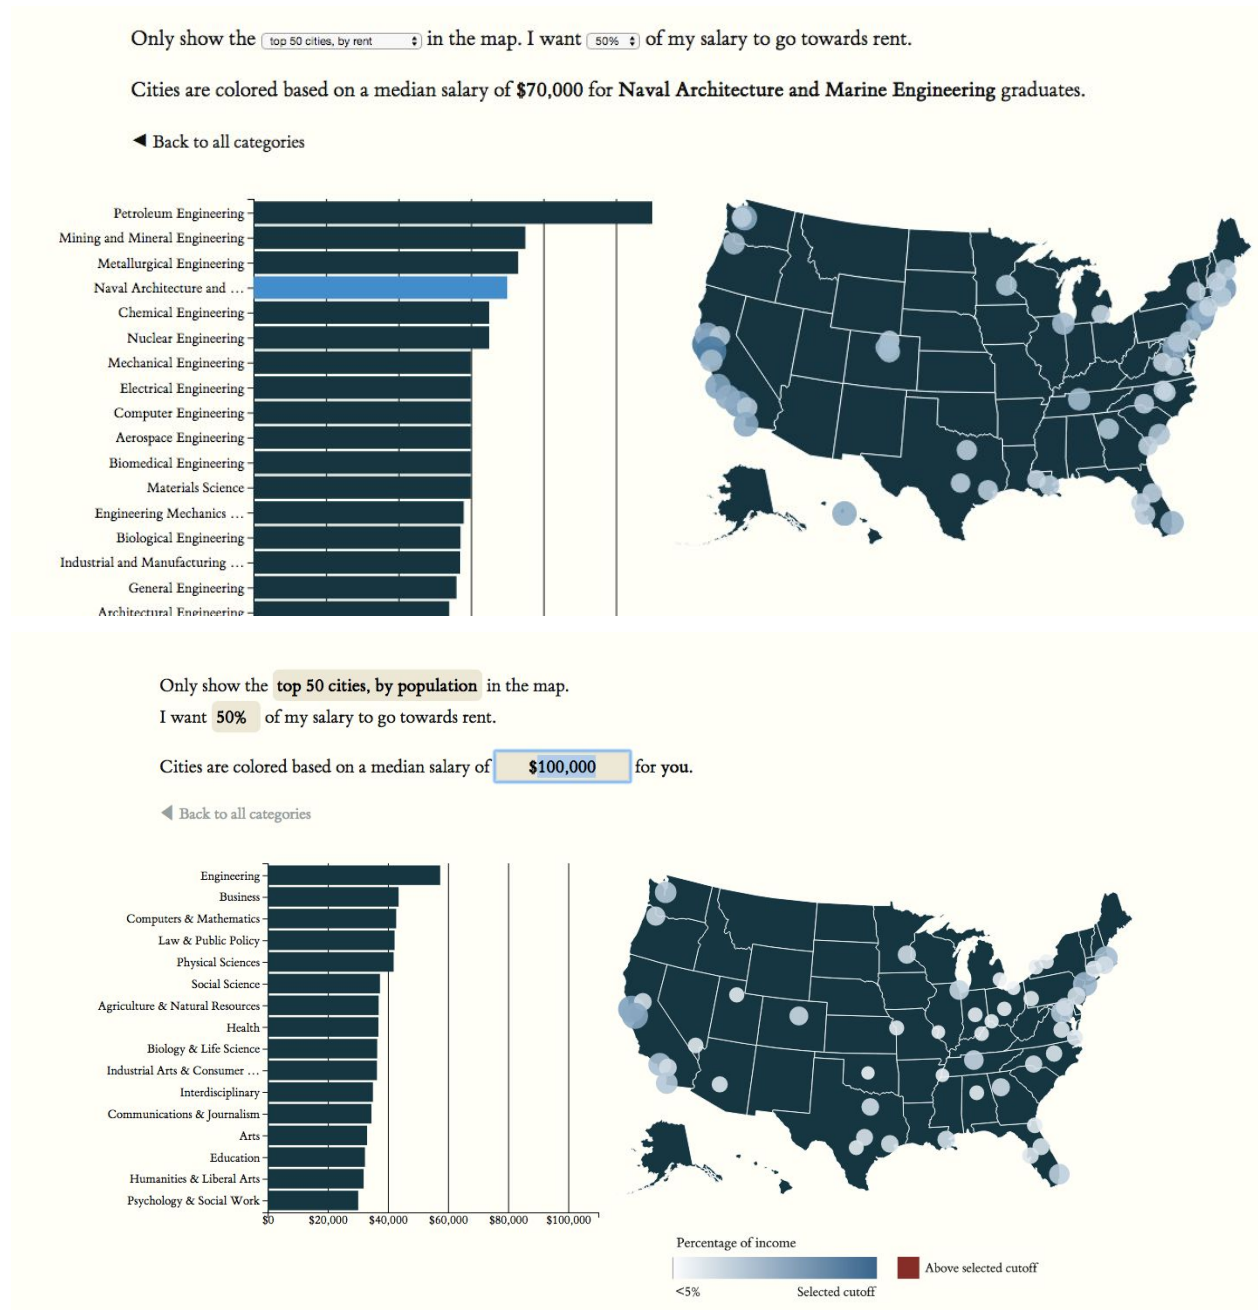 Only show the top 50 cities, by rent in the map. I want 50% of my salary to go towards rent.
Cities are colored based on a median salary of $70,000 for Naval Architecture and Marine Engineering graduates.
◀ Back to all categories
Petroleum Engineering
Mining and Mineral Engineering
Metallurgical Engineering
Naval Architecture and ...
Chemical Engineering
Nuclear Engineering
Mechanical Engineering
Electrical Engineering
Computer Engineering
Aerospace Engineering
Biomedical Engineering
Materials Science
Engineering Mechanics ...
Biological Engineering
Industrial and Manufacturing ...
General Engineering
Architectural Engineering
Only show the top 50 cities, by population in the map.
I want 50% of my salary to go towards rent.
Cities are colored based on a median salary of $100,000 for you.
◀ Back to all categories
Engineering
Business
Computers & Mathematics
Law & Public Policy
Physical Sciences
Social Science
Agriculture & Natural Resources
Health
Biology & Life Science
Industrial Arts & Consumer ...
Interdisciplinary
Communications & Journalism
Arts
Education
Humanities & Liberal Arts
Psychology & Social Work
$0 $20,000 $40,000 $60,000 $80,000 $100,000
Percentage of income
<5% Selected cutoff
Above selected cutoff